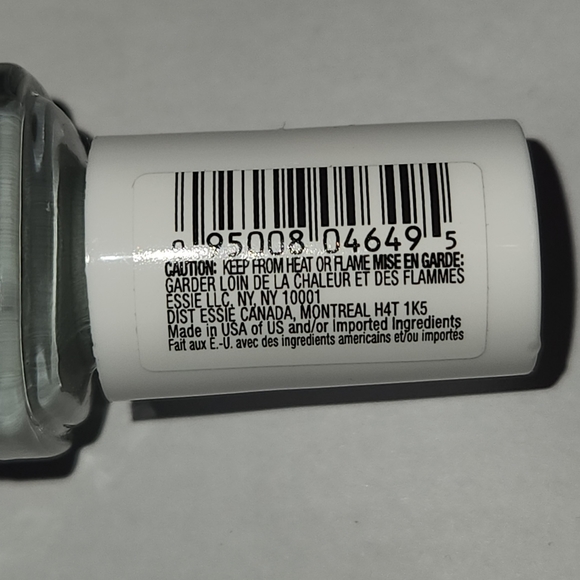 0 95008 04649 5
CAUTION: KEEP FROM HEAT OR FLAME MISE EN GARDE:
GARDER LOIN DE LA CHALEUR ET DES FLAMMES
ESSIE LLC, NY, NY 10001
DIST ESSIE CANADA, MONTREAL H4T 1K5
Made in USA of US and/or Imported Ingredients
Fait aux É.-U. avec des ingredients americains et/ou importés